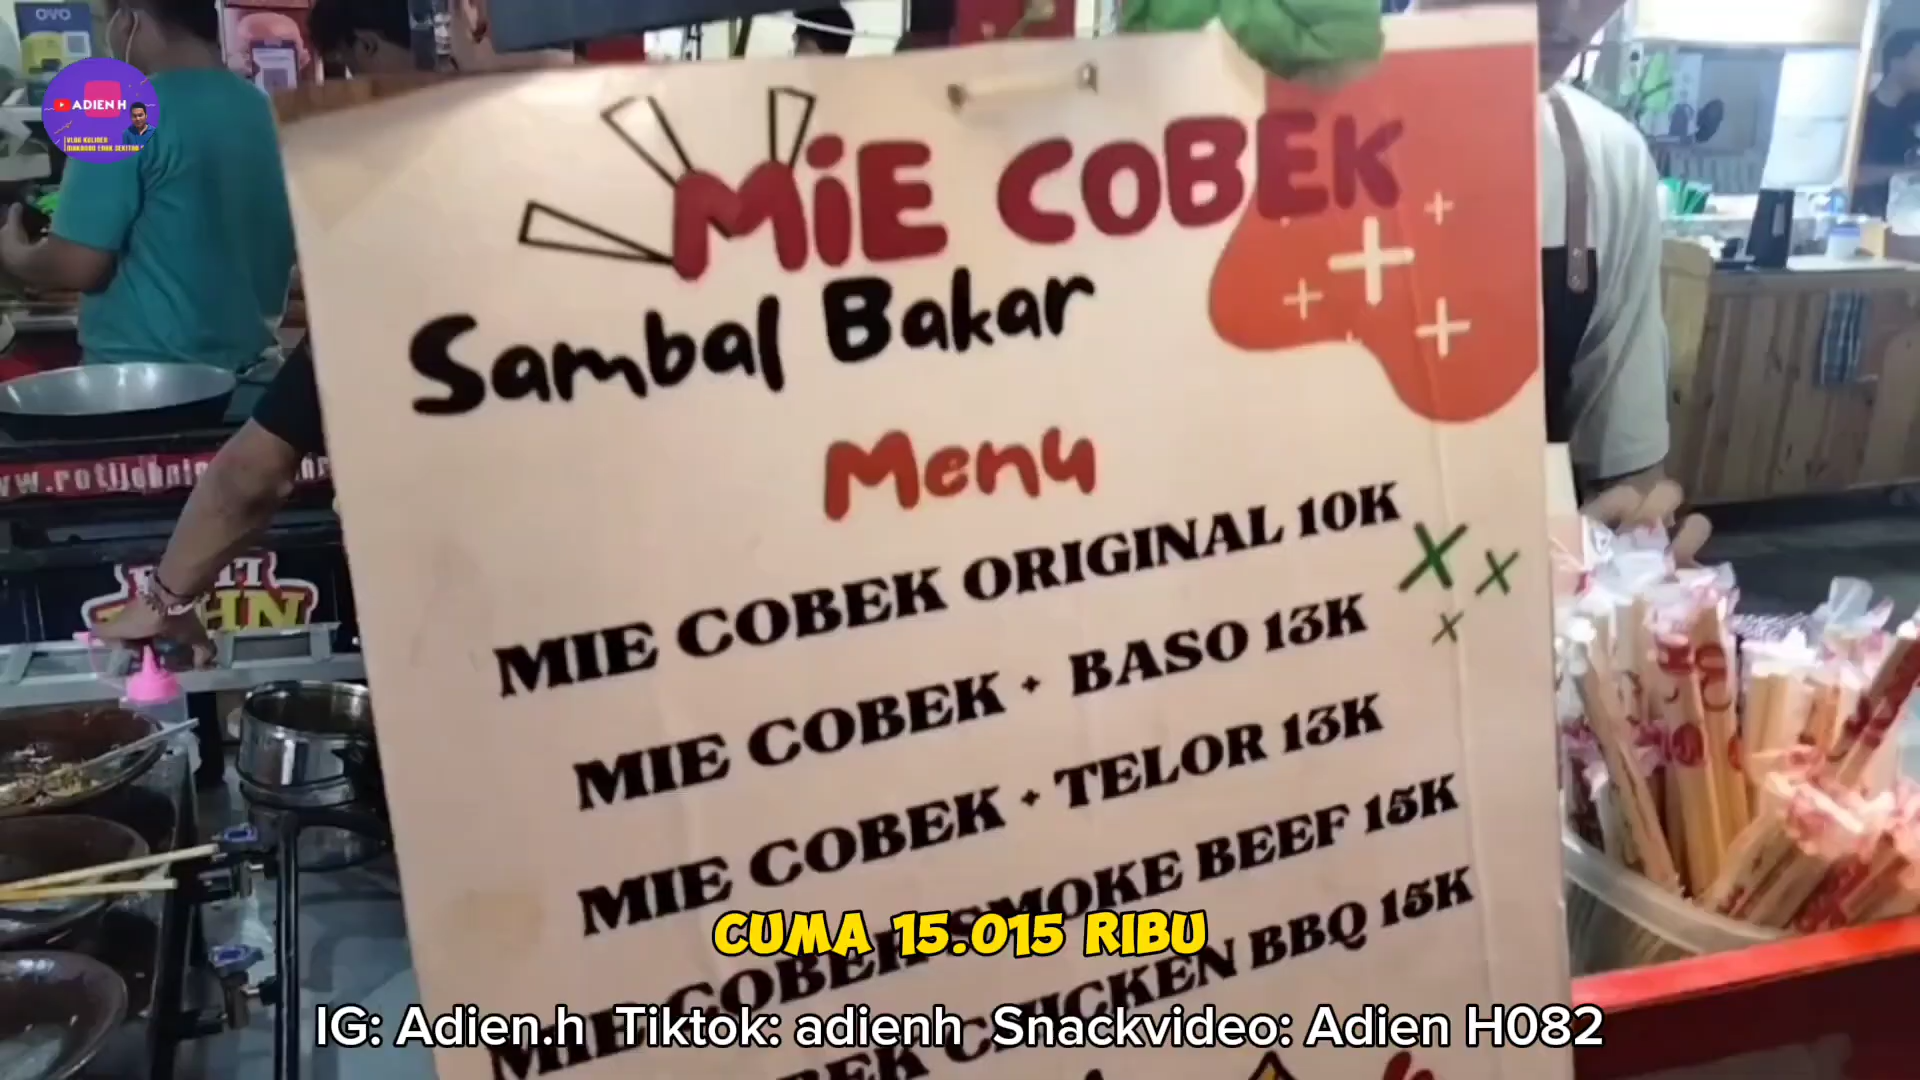 OVO
ADIEN H
VLOG KULINER
MIE COBEK
Sambal Bakar
Menu
MIE COBEK ORIGINAL 10K
MIE COBEK + BASO 13K
MIE COBEK + TELOR 13K
MIE COBEK SMOKE BEEF 15K
CHICKEN BBQ 15K
CUMA 15.015 RIBU
IG: Adien.h Tiktok: adienh Snackvideo: Adien H082